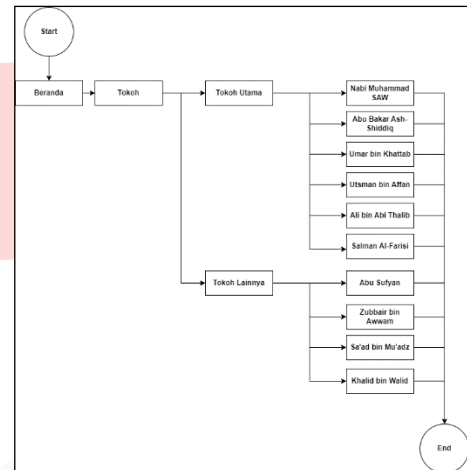 Start
Beranda
Tokoh
Tokoh Utama
Nabi Muhammad
SAW
Abu Bakar Ash-
Shiddiq
Umar bin Khattab
Utsman bin Affan
Ali bin Abi Thalib
Salman Al-Farisi
Tokoh Lainnya
Abu Sufyan
Zubbair bin
Awwam
Sa'ad bin Mu'adz
Khalid bin Walid
End